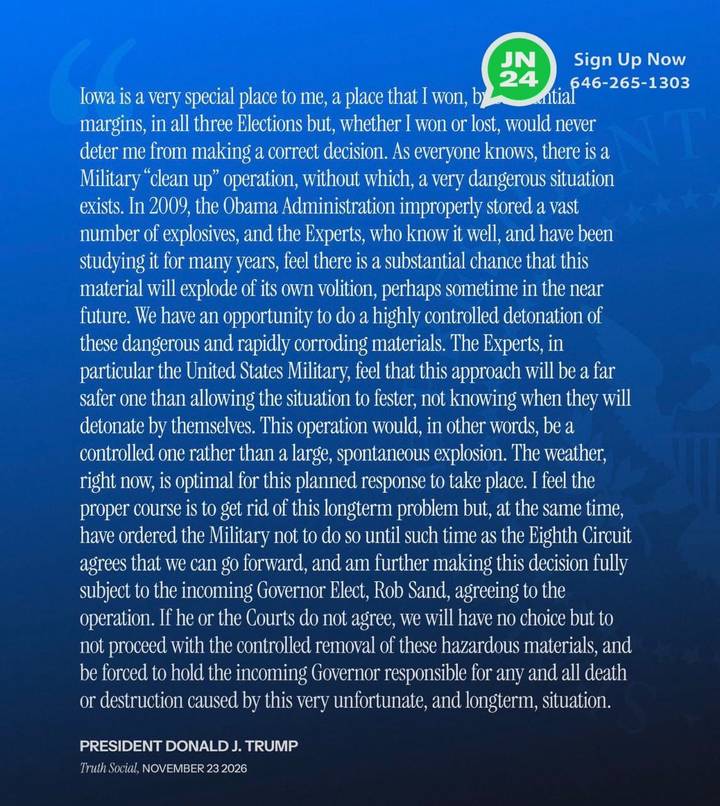 JN
24
Sign Up Now
646-265-1303
Iowa is a very special place to me, a place that I won, by
margins, in all three Elections but, whether I won or lost, would never
deter me from making a correct decision. As everyone knows, there is a
Military “clean up” operation, without which, a very dangerous situation
exists. In 2009, the Obama Administration improperly stored a vast
number of explosives, and the Experts, who know it well, and have been
studying it for many years, feel there is a substantial chance that this
material will explode of its own volition, perhaps sometime in the near
future. We have an opportunity to do a highly controlled detonation of
these dangerous and rapidly corroding materials. The Experts, in
particular the United States Military, feel that this approach will be a far
safer one than allowing the situation to fester, not knowing when they will
detonate by themselves. This operation would, in other words, be a
controlled one rather than a large, spontaneous explosion. The weather,
right now, is optimal for this planned response to take place. I feel the
proper course is to get rid of this longterm problem but, at the same time,
have ordered the Military not to do so until such time as the Eighth Circuit
agrees that we can go forward, and am further making this decision fully
subject to the incoming Governor Elect, Rob Sand, agreeing to the
operation. If he or the Courts do not agree, we will have no choice but to
not proceed with the controlled removal of these hazardous materials, and
be forced to hold the incoming Governor responsible for any and all death
or destruction caused by this very unfortunate, and longterm, situation.
PRESIDENT DONALD J. TRUMP
Truth Social, NOVEMBER 23 2026